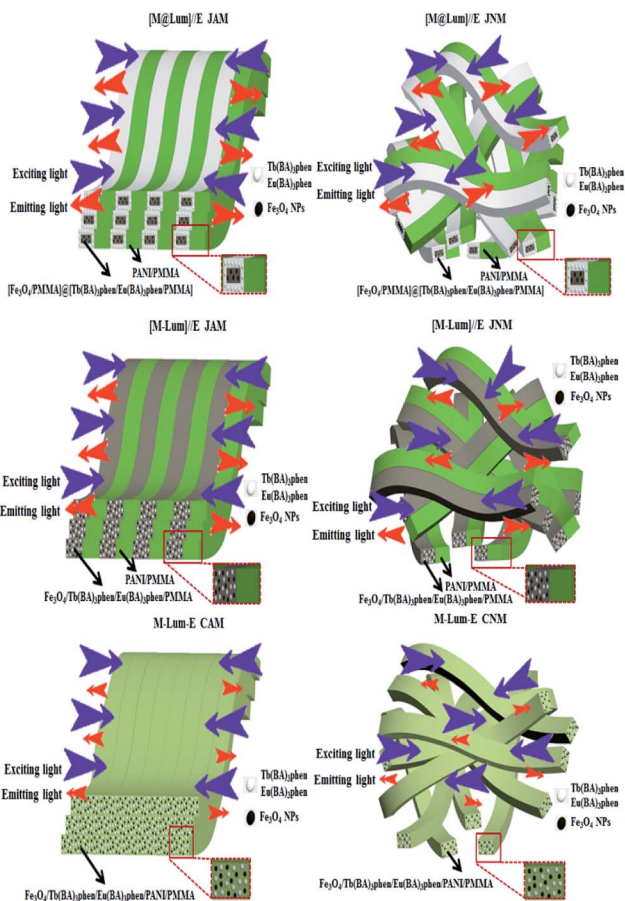 [M@Lum]//E JAM
Exciting light
Emitting light
Tb(BA)₃phen
Eu(BA)₃phen
Fe₃O₄ NPs
PANI/PMMA
[Fe₃O₄/PMMA]@[Tb(BA)₃phen/Eu(BA)₃phen/PMMA]
[M@Lum]//E JNM
Exciting light
Emitting light
Tb(BA)₃phen
Eu(BA)₃phen
Fe₃O₄ NPs
PANI/PMMA
[Fe₃O₄/PMMA]@[Tb(BA)₃phen/Eu(BA)₃phen/PMMA]
[M-Lum]//E JAM
Exciting light
Emitting light
Tb(BA)₃phen
Eu(BA)₃phen
Fe₃O₄ NPs
PANI/PMMA
Fe₃O₄/Tb(BA)₃phen/Eu(BA)₃phen/PMMA
[M-Lum]//E JNM
Exciting light
Emitting light
Tb(BA)₃phen
Eu(BA)₃phen
Fe₃O₄ NPs
PANI/PMMA
Fe₃O₄/Tb(BA)₃phen/Eu(BA)₃phen/PMMA
M-Lum-E CAM
Exciting light
Emitting light
Tb(BA)₃phen
Eu(BA)₃phen
Fe₃O₄ NPs
Fe₃O₄/Tb(BA)₃phen/Eu(BA)₃phen/PANI/PMMA
M-Lum-E CNM
Exciting light
Emitting light
Tb(BA)₃phen
Eu(BA)₃phen
Fe₃O₄ NPs
Fe₃O₄/Tb(BA)₃phen/Eu(BA)₃phen/PANI/PMMA